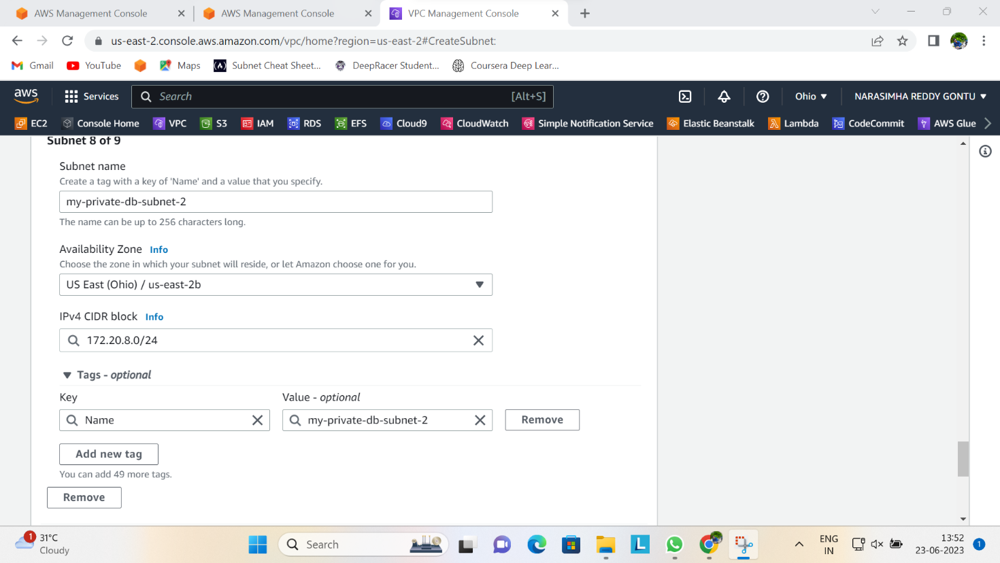 AWS Management Console
AWS Management Console
VPC Management Console
us-east-2.console.aws.amazon.com/vpc/home?region=us-east-2#CreateSubnet:
Gmail YouTube Maps Subnet Cheat Sheet... DeepRacer Student... Coursera Deep Lear...
aws Services Search [Alt+S] Ohio NARASIMHA REDDY GONTU
EC2 Console Home VPC S3 IAM RDS EFS Cloud9 CloudWatch Simple Notification Service Elastic Beanstalk Lambda CodeCommit AWS Glue
Subnet 8 of 9
Subnet name
Create a tag with a key of 'Name' and a value that you specify.
my-private-db-subnet-2
The name can be up to 256 characters long.
Availability Zone Info
Choose the zone in which your subnet will reside, or let Amazon choose one for you.
US East (Ohio) / us-east-2b
IPv4 CIDR block Info
172.20.8.0/24
Tags - optional
Key Value - optional
Name my-private-db-subnet-2 Remove
Add new tag
You can add 49 more tags.
Remove
1 31°C
Cloudy
Search
L
ENG
IN
13:52
23-06-2023
1